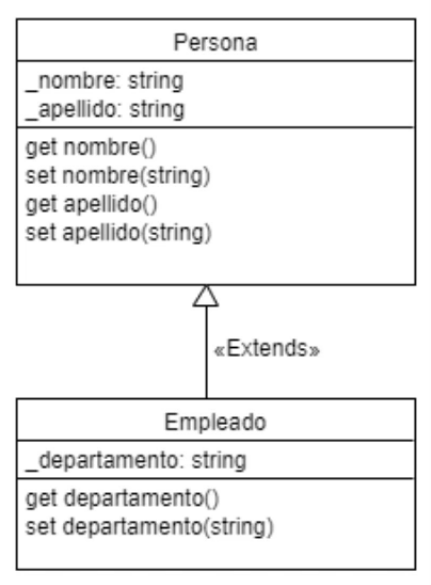 Persona
_nombre: string
_apellido: string
get nombre()
set nombre(string)
get apellido()
set apellido(string)
«Extends»
Empleado
_departamento: string
get departamento()
set departamento(string)